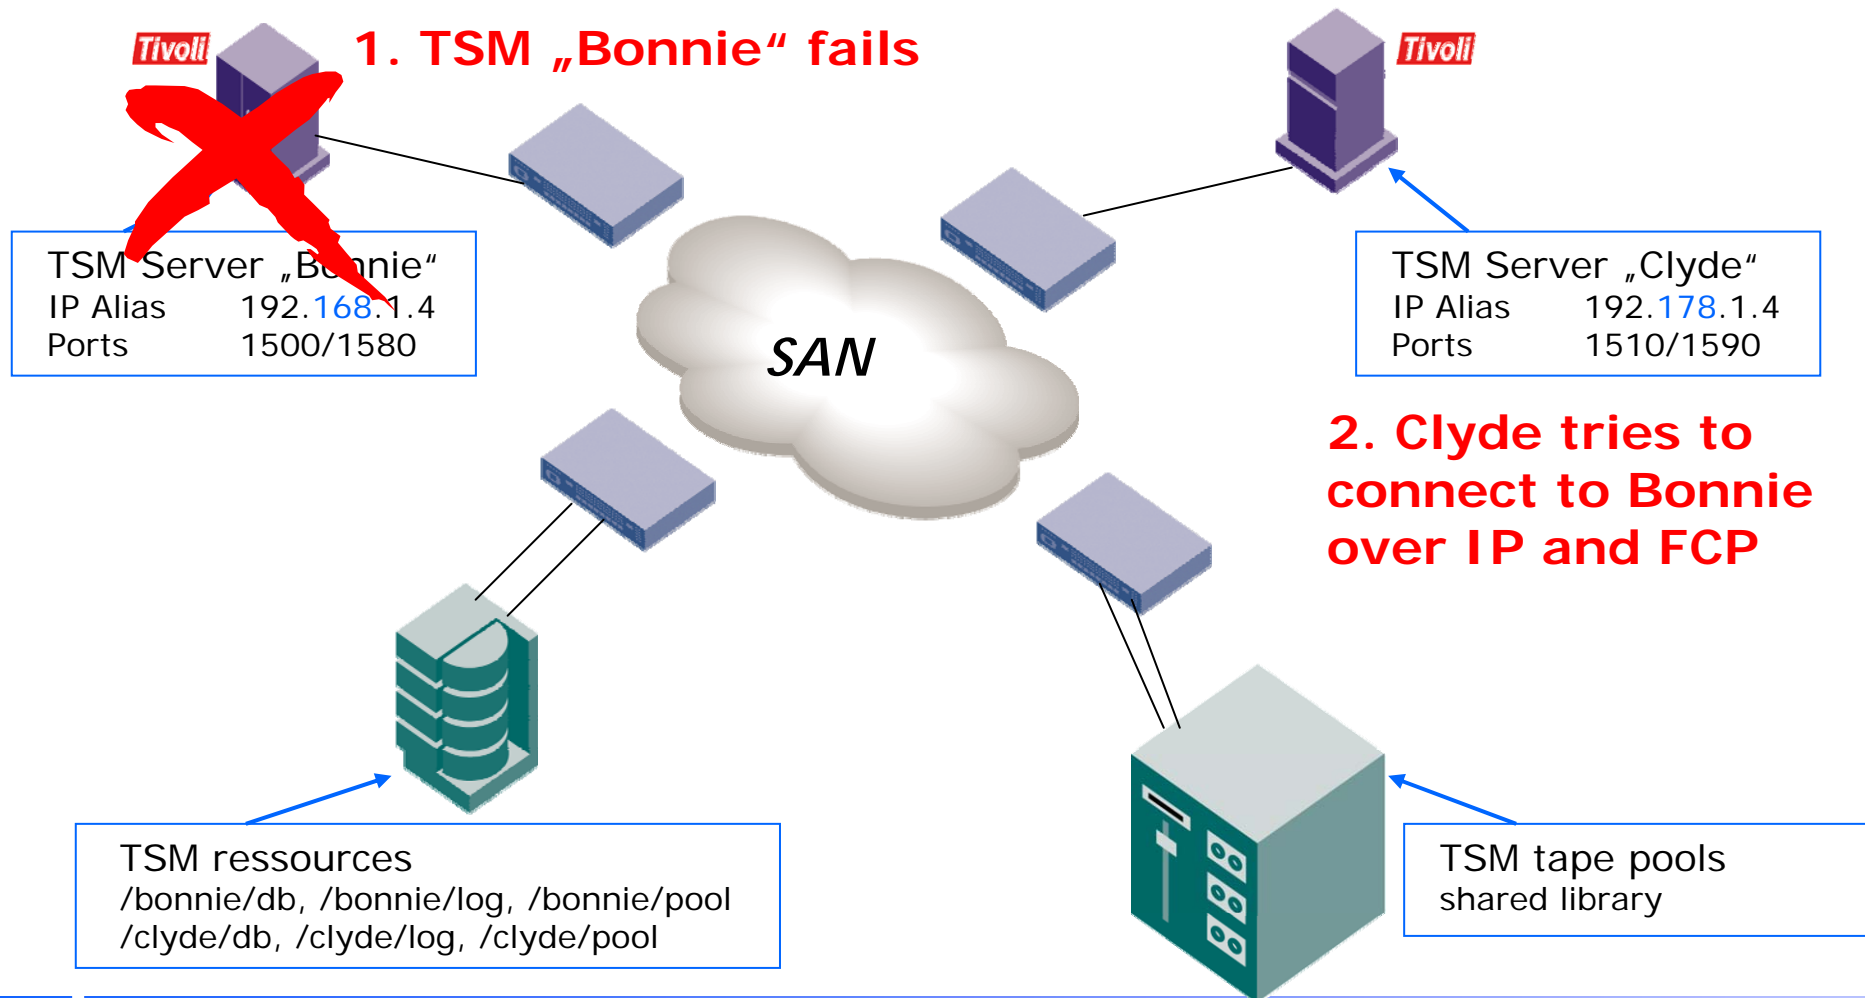 Tivoli
1. TSM „Bonnie“ fails
Tivoli
TSM Server „Bonnie“
IP Alias 192.168.1.4
Ports 1500/1580
TSM Server „Clyde“
IP Alias 192.178.1.4
Ports 1510/1590
SAN
2. Clyde tries to
connect to Bonnie
over IP and FCP
TSM ressources
/bonnie/db, /bonnie/log, /bonnie/pool
/clyde/db, /clyde/log, /clyde/pool
TSM tape pools
shared library